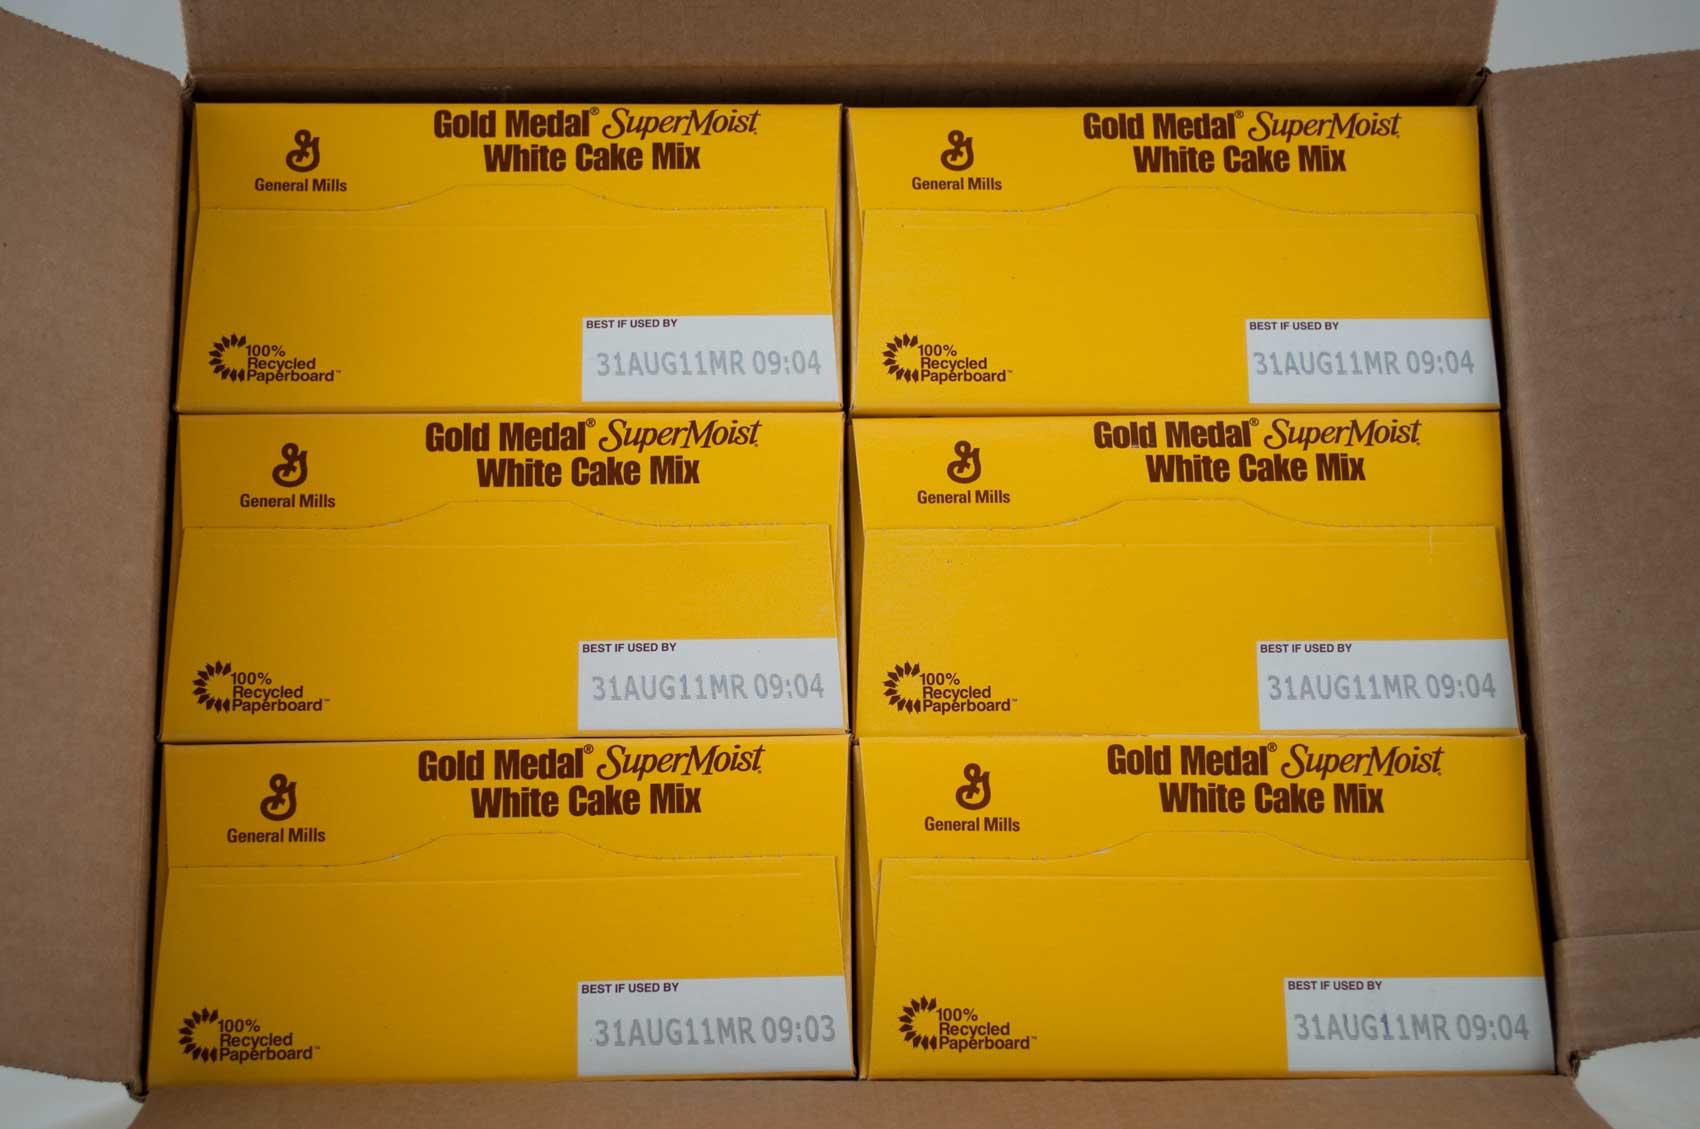 Gold Medal® SuperMoist®
White Cake Mix
General Mills
100%
Recycled
Paperboard™
BEST IF USED BY
31AUG11MR 09:04
Gold Medal® SuperMoist®
White Cake Mix
General Mills
100%
Recycled
Paperboard™
BEST IF USED BY
31AUG11MR 09:04
Gold Medal® SuperMoist®
White Cake Mix
General Mills
100%
Recycled
Paperboard™
BEST IF USED BY
31AUG11MR 09:04
Gold Medal® SuperMoist®
White Cake Mix
General Mills
100%
Recycled
Paperboard™
BEST IF USED BY
31AUG11MR 09:04
Gold Medal® SuperMoist®
White Cake Mix
General Mills
100%
Recycled
Paperboard™
BEST IF USED BY
31AUG11MR 09:03
Gold Medal® SuperMoist®
White Cake Mix
General Mills
100%
Recycled
Paperboard™
BEST IF USED BY
31AUG11MR 09:04